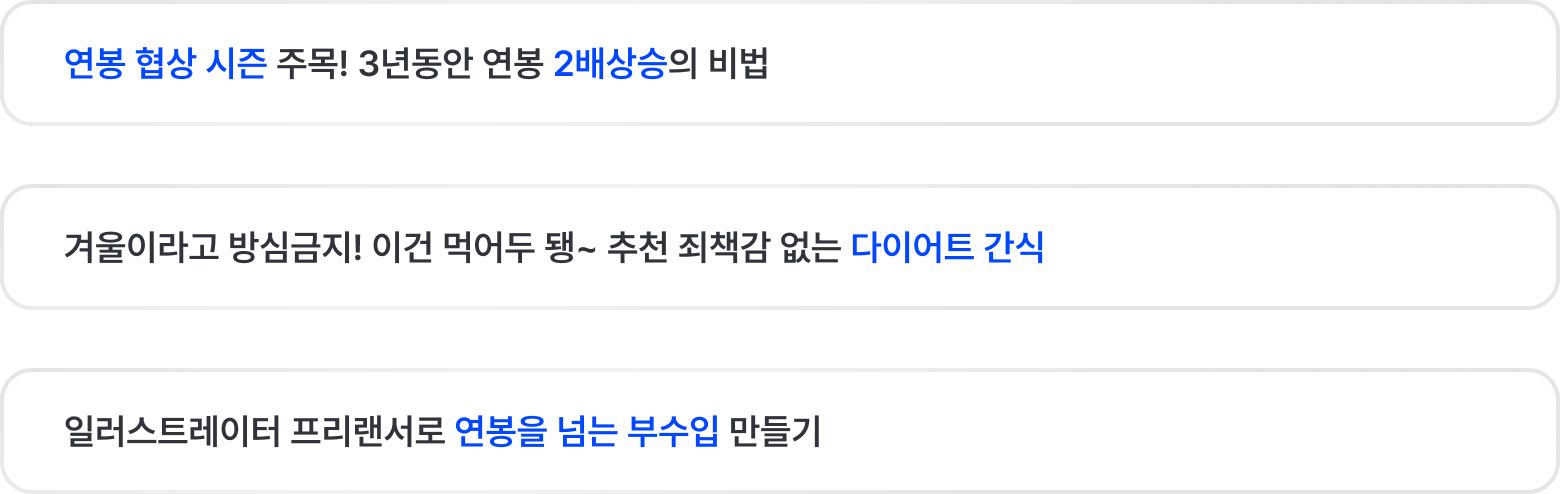 연봉 협상 시즌 주목! 3년동안 연봉 2배상승의 비법
겨울이라고 방심금지! 이건 먹어두 됑~ 추천 죄책감 없는 다이어트 간식
일러스트레이터 프리랜서로 연봉을 넘는 부수입 만들기